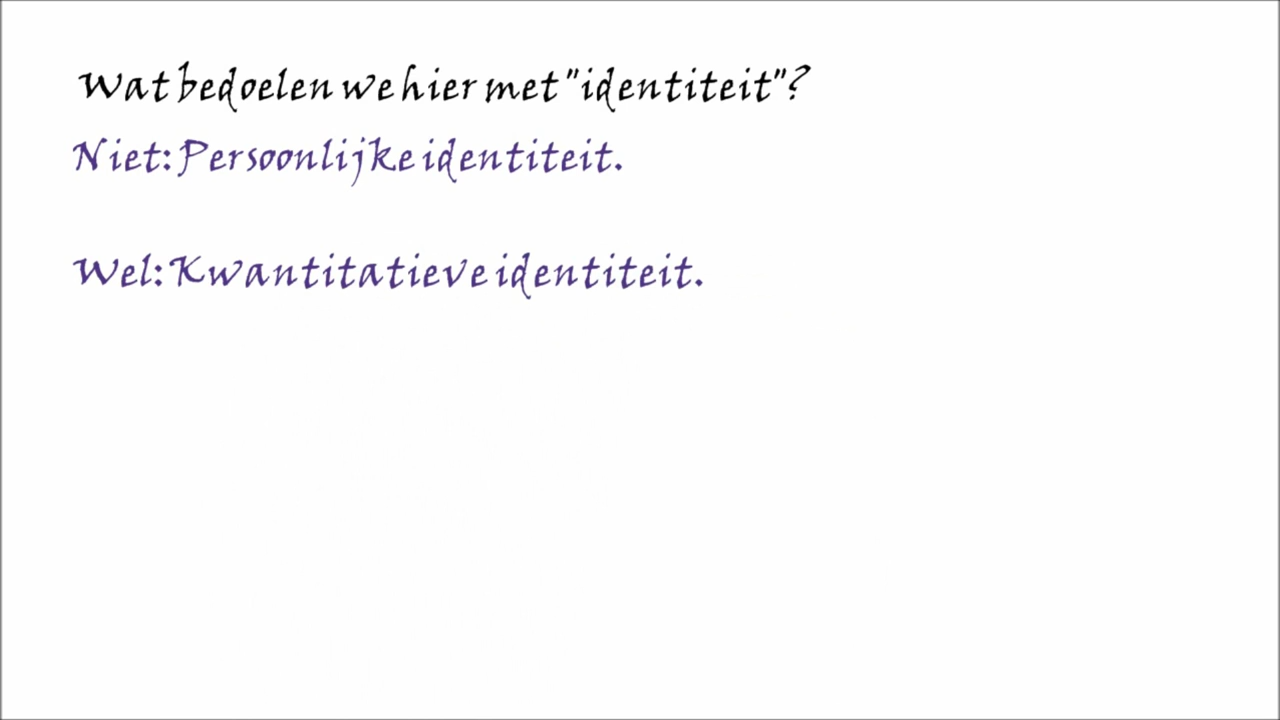 Wat bedoelen we hier met "identiteit"?
Niet: Persoonlijke identiteit.
Wel: Kwantitatieve identiteit.